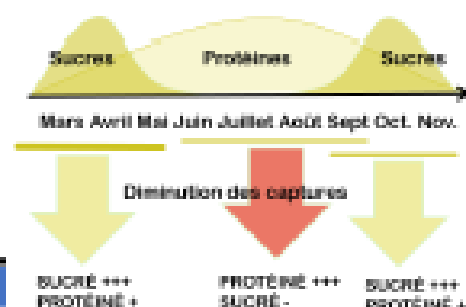 Sucres Protéines Sucres
Mars Avril Mai Juin Juillet Août Sept Oct. Nov.
Diminution des captures
SUCRÉ +++ PROTÉINÉ +++ SUCRÉ +++
PROTÉINÉ + SUCRÉ - PROTÉINÉ +